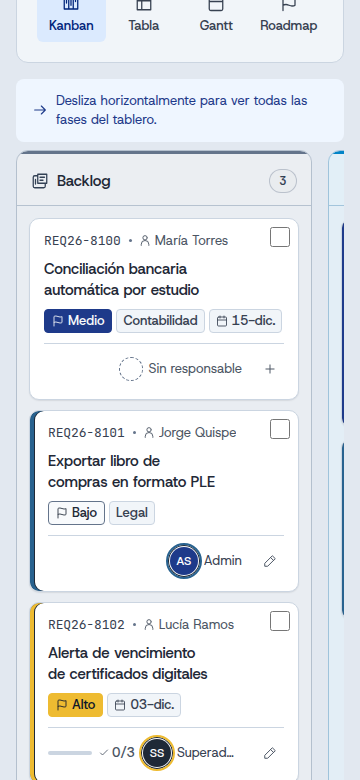 Kanban
Tabla
Gantt
Roadmap
Desliza horizontalmente para ver todas las
fases del tablero.
Backlog
3
REQ26-8100 • María Torres
Conciliación bancaria
automática por estudio
Medio
Contabilidad
15-dic.
Sin responsable
REQ26-8101 • Jorge Quispe
Exportar libro de
compras en formato PLE
Bajo
Legal
AS
Admin
REQ26-8102 • Lucía Ramos
Alerta de vencimiento
de certificados digitales
Alto
03-dic.
0/3
SS
Superad…